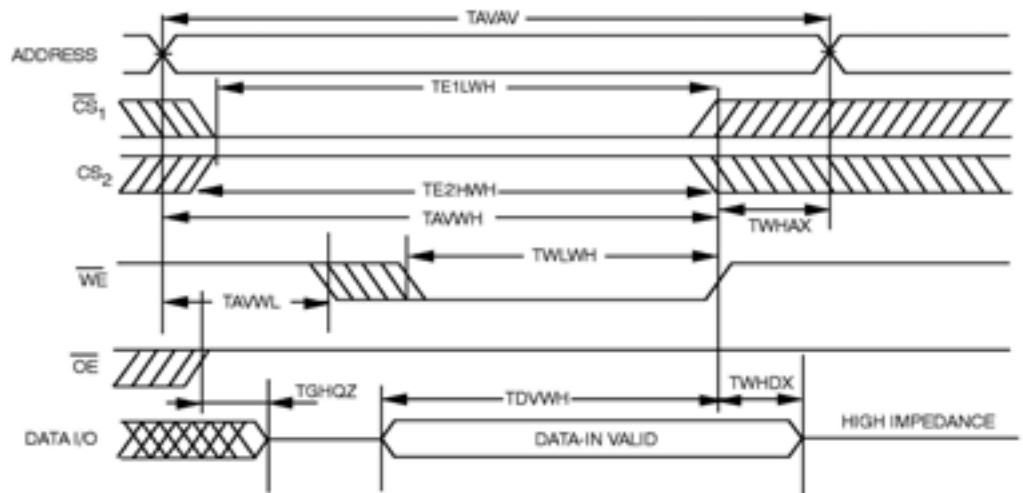 TAVAV
ADDRESS
TE1LWH
CS1
CS2
TE2HWH
TAVWH
TWHAX
TWLWH
WE
TAVWL
OE
TGHQZ
TDVWH
TWHDX
DATA I/O
DATA-IN VALID
HIGH IMPEDANCE